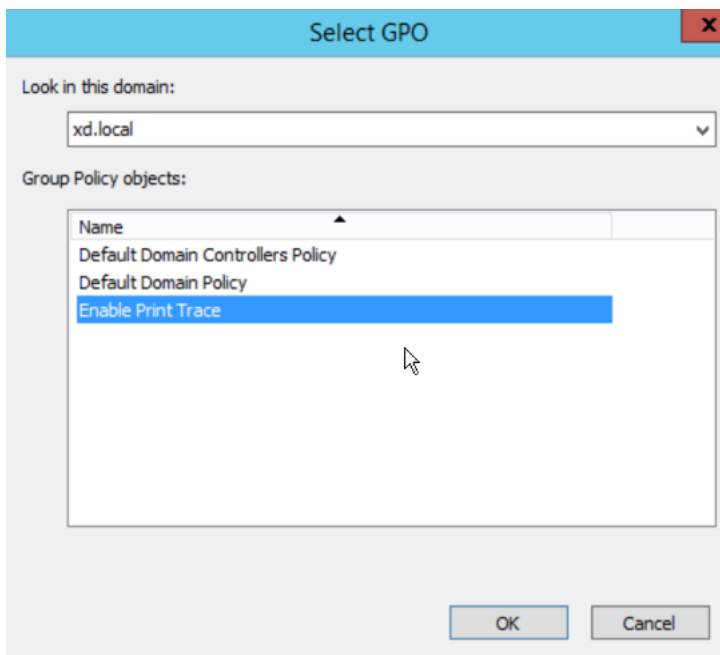 Select GPO
x
Look in this domain:
xd.local
Group Policy objects:
Name
Default Domain Controllers Policy
Default Domain Policy
Enable Print Trace
OK Cancel